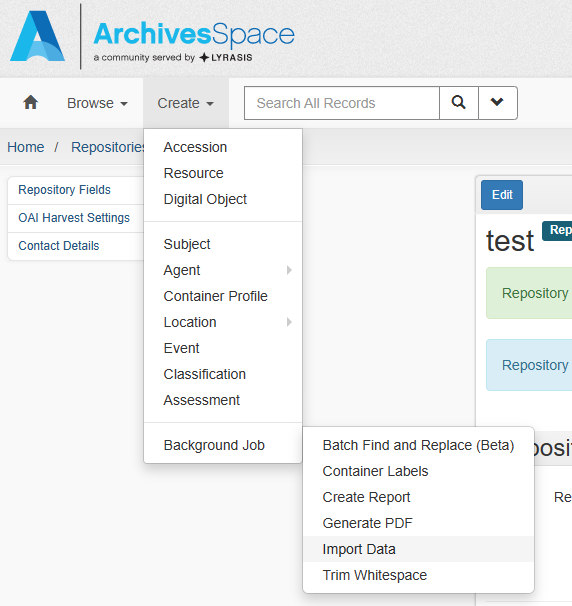 ArchivesSpace
a community served by LYRASIS
Browse
Create
Search All Records
Home / Repositories
Repository Fields
OAI Harvest Settings
Contact Details
Accession
Resource
Digital Object
Subject
Agent
Container Profile
Location
Event
Classification
Assessment
Background Job
Batch Find and Replace (Beta)
Container Labels
Create Report
Generate PDF
Import Data
Trim Whitespace
Edit
test
Rep
Repository
Repository
osi
Re